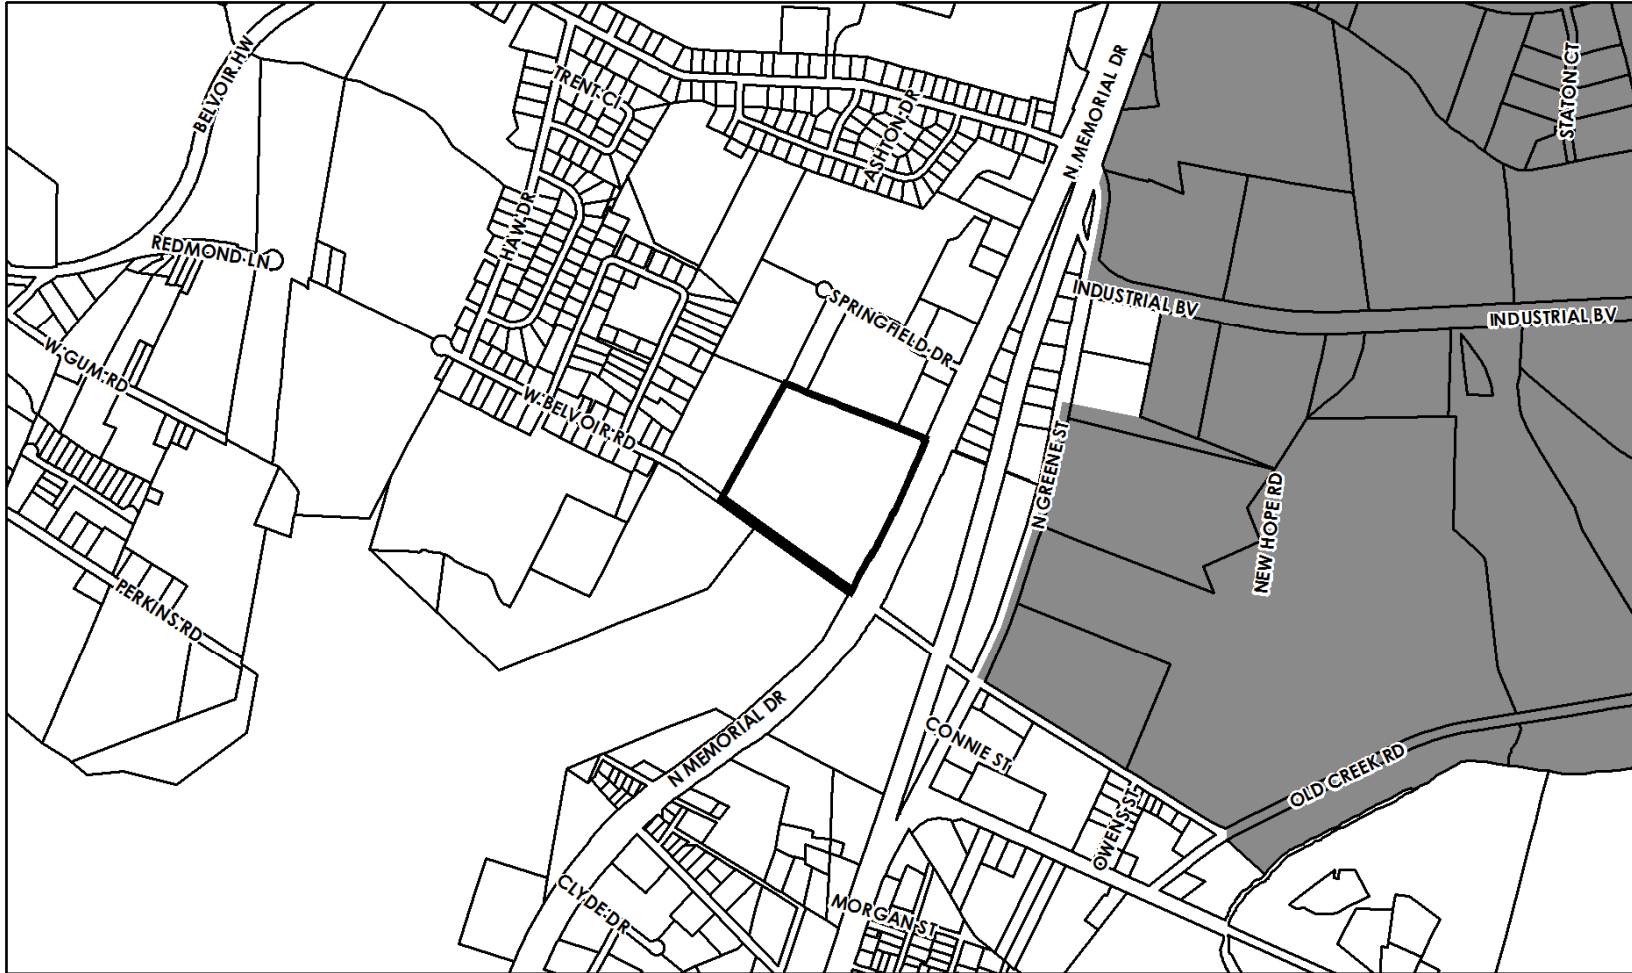 BELVOIR HW
TRENT CI
ASHTON DR
N MEMORIAL DR
STATON CT
HAW DR
REDMOND LN
SPRINGFIELD DR
INDUSTRIAL BV
INDUSTRIAL BV
W GUM RD
W BELVOIR RD
N GREENE ST
NEW HOPE RD
PERKINS RD
N MEMORIAL DR
CONNIE ST
OLD CREEK RD
OWENS ST
CLYDE DR
MORGAN ST